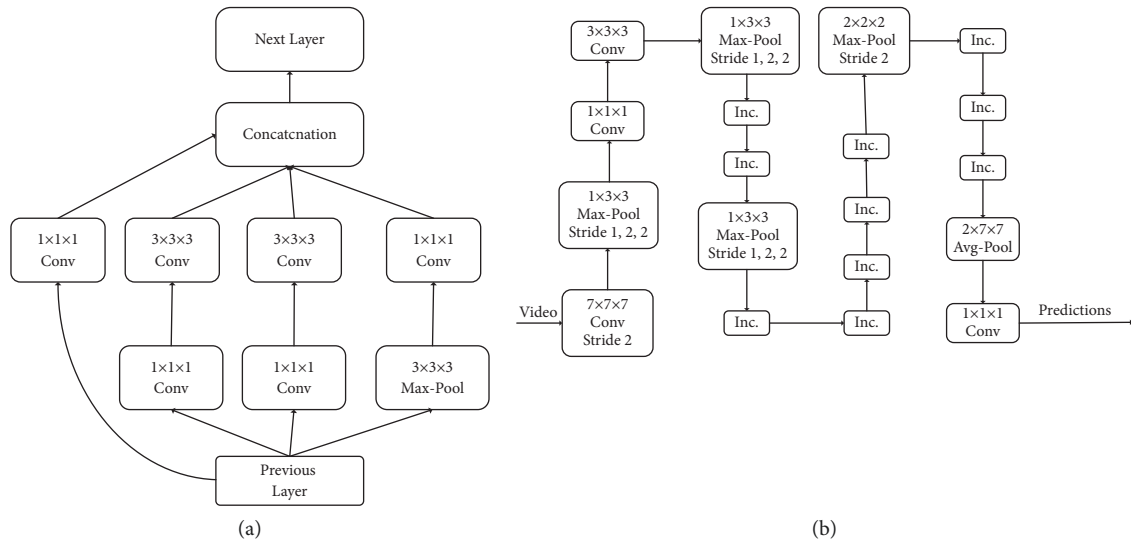 Next Layer
Concatcnation
1×1×1
Conv
3×3×3
Conv
3×3×3
Conv
1×1×1
Conv
1×1×1
Conv
1×1×1
Conv
3×3×3
Max-Pool
Previous
Layer
(a)
Video
7×7×7
Conv
Stride 2
1×3×3
Max-Pool
Stride 1, 2, 2
1×1×1
Conv
3×3×3
Conv
1×3×3
Max-Pool
Stride 1, 2, 2
Inc.
Inc.
1×3×3
Max-Pool
Stride 1, 2, 2
Inc.
Inc.
Inc.
Inc.
Inc.
2×2×2
Max-Pool
Stride 2
Inc.
Inc.
Inc.
2×7×7
Avg-Pool
1×1×1
Conv
Predictions
(b)